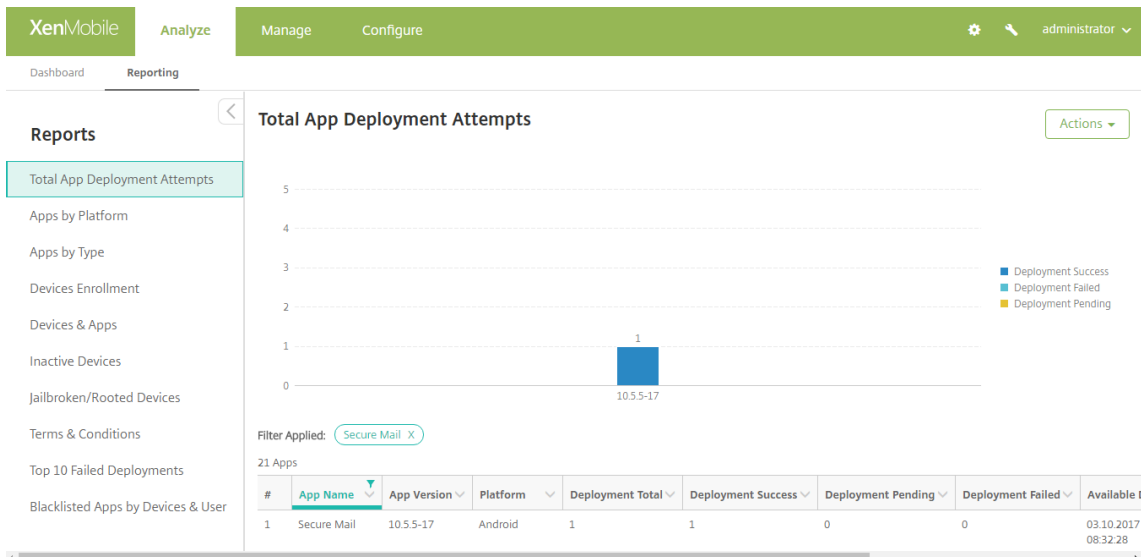 XenMobile Analyze Manage Configure administrator
Dashboard Reporting
Reports
Total App Deployment Attempts
Apps by Platform
Apps by Type
Devices Enrollment
Devices & Apps
Inactive Devices
Jailbroken/Rooted Devices
Terms & Conditions
Top 10 Failed Deployments
Blacklisted Apps by Devices & User
Total App Deployment Attempts
Actions
5
4
3
2
1
0
1
10.5.5-17
Deployment Success
Deployment Failed
Deployment Pending
Filter Applied: Secure Mail X
21 Apps
# App Name App Version Platform Deployment Total Deployment Success Deployment Pending Deployment Failed Available
1 Secure Mail 10.5.5-17 Android 1 1 0 0 03.10.2017
08:32:28